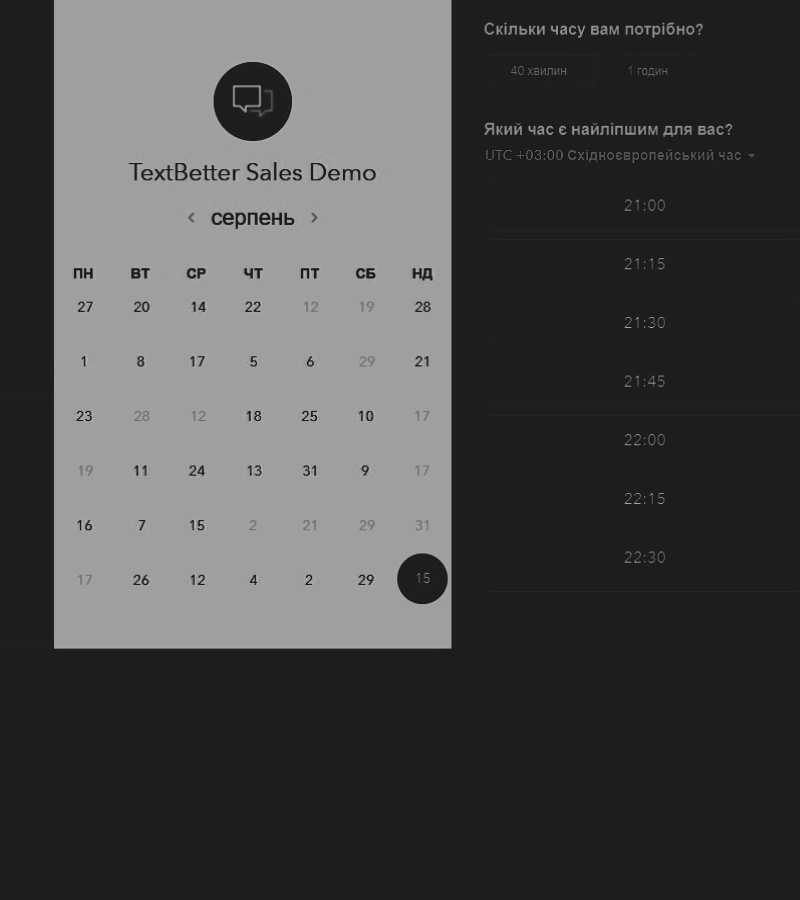 TextBetter Sales Demo
серпень
ПН ВТ СР ЧТ ПТ СБ НД
27 20 14 22 12 19 28
1 8 17 5 6 29 21
23 28 12 18 25 10 17
19 11 24 13 31 9 17
16 7 15 2 21 29 31
17 26 12 4 2 29 15
Скільки часу вам потрібно?
40 хвилин 1 годин
Який час є найліпшим для вас?
UTC +03:00 Східноєвропейський час
21:00
21:15
21:30
21:45
22:00
22:15
22:30